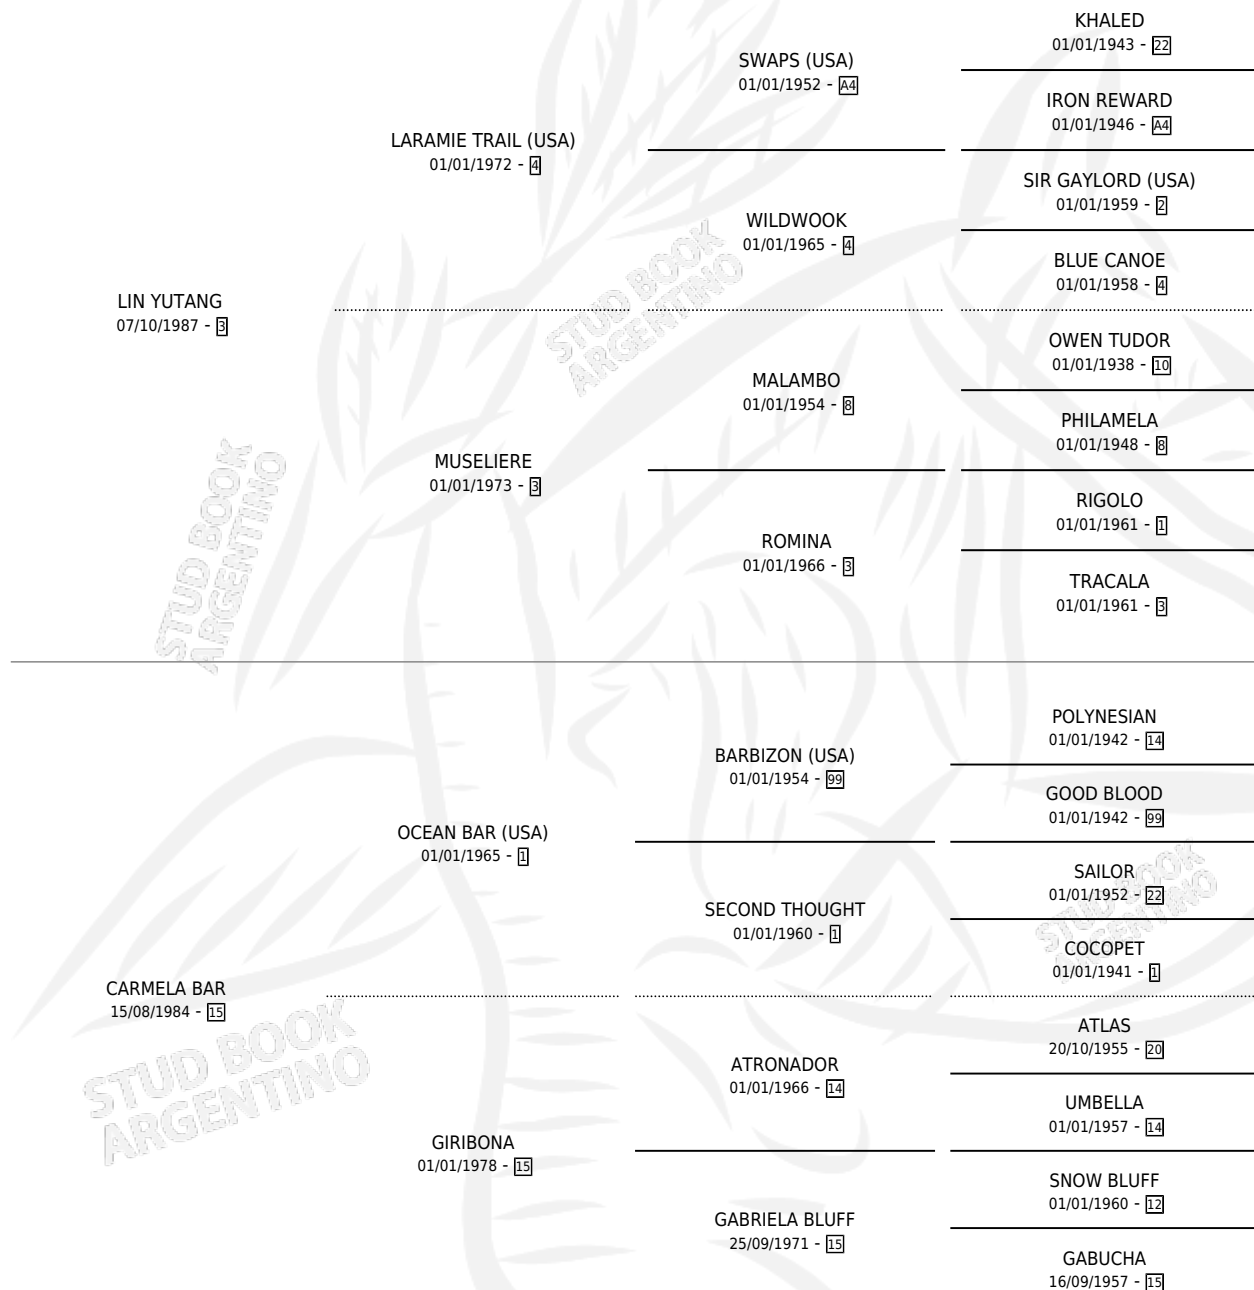 KHALED
01/01/1943 - 22
SWAPS (USA)
01/01/1952 - A4
IRON REWARD
01/01/1946 - A4
LARAMIE TRAIL (USA)
01/01/1972 - 4
SIR GAYLORD (USA)
01/01/1959 - 2
WILDWOOK
01/01/1965 - 4
BLUE CANOE
01/01/1958 - 4
LIN YUTANG
07/10/1987 - 3
OWEN TUDOR
01/01/1938 - 10
MALAMBO
01/01/1954 - 8
PHILAMELA
01/01/1948 - 8
MUSELIERE
01/01/1973 - 3
RIGOLO
01/01/1961 - 1
ROMINA
01/01/1966 - 3
TRACALA
01/01/1961 - 3
POLYNESIAN
01/01/1942 - 14
BARBIZON (USA)
01/01/1954 - 99
GOOD BLOOD
01/01/1942 - 99
OCEAN BAR (USA)
01/01/1965 - 1
SAILOR
01/01/1952 - 22
SECOND THOUGHT
01/01/1960 - 1
COCOPET
01/01/1941 - 1
CARMELA BAR
15/08/1984 - 15
ATLAS
20/10/1955 - 20
ATRONADOR
01/01/1966 - 14
UMBELLA
01/01/1957 - 14
GIRIBONA
01/01/1978 - 15
SNOW BLUFF
01/01/1960 - 12
GABRIELA BLUFF
25/09/1971 - 15
GABUCHA
16/09/1957 - 15
STUD BOOK
ARGENTINO
STUD BOOK
ARGENTINO
STUD BOOK
ARGENTINO
STUD BOOK
ARGENTINO